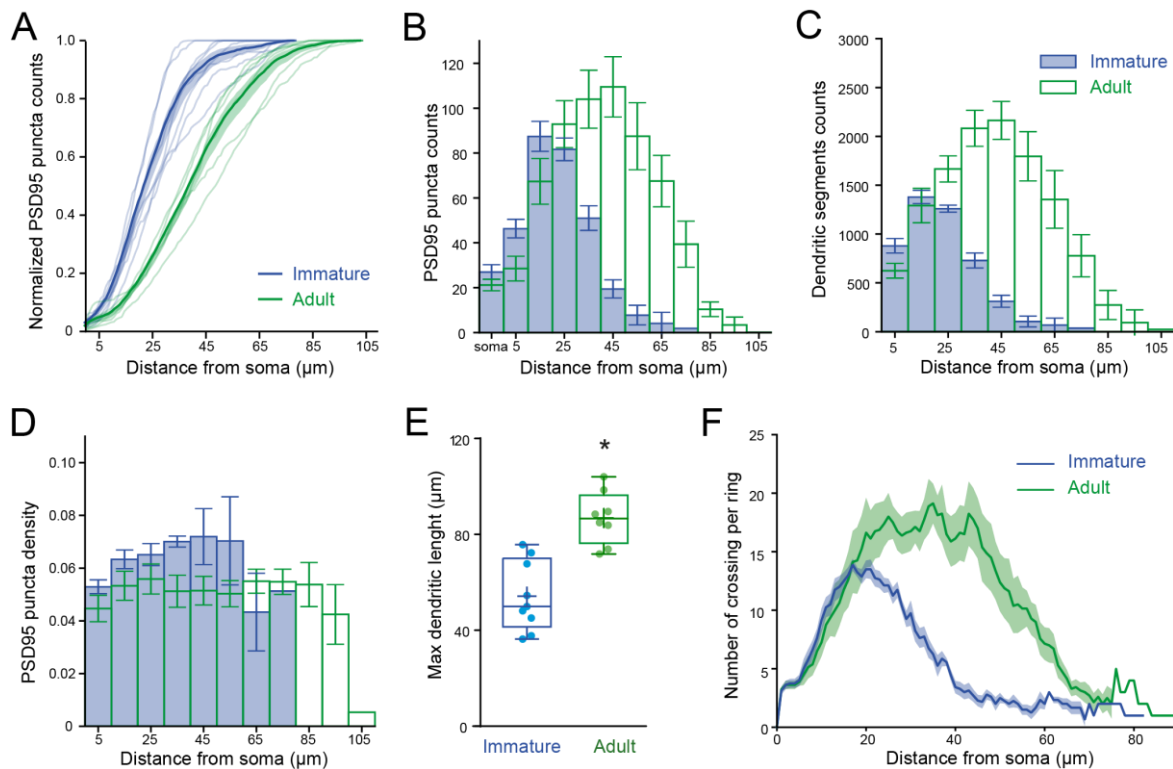 A
Normalized PSD95 puncta counts
1.0
0.8
0.6
0.4
0.2
0
Immature
Adult
5 25 45 65 85 105
Distance from soma (µm)
B
PSD95 puncta counts
120
100
80
60
40
20
0
soma 5 25 45 65 85 105
Distance from soma (µm)
C
Dendritic segments counts
3000
2500
2000
1500
1000
500
0
Immature
Adult
5 25 45 65 85 105
Distance from soma (µm)
D
PSD95 puncta density
0.10
0.08
0.06
0.04
0.02
0
5 25 45 65 85 105
Distance from soma (µm)
E
Max dendritic lenght (µm)
120
80
40
0
*
Immature Adult
F
Number of crossing per ring
25
20
15
10
5
0
Immature
Adult
0 20 40 60 80
Distance from soma (µm)